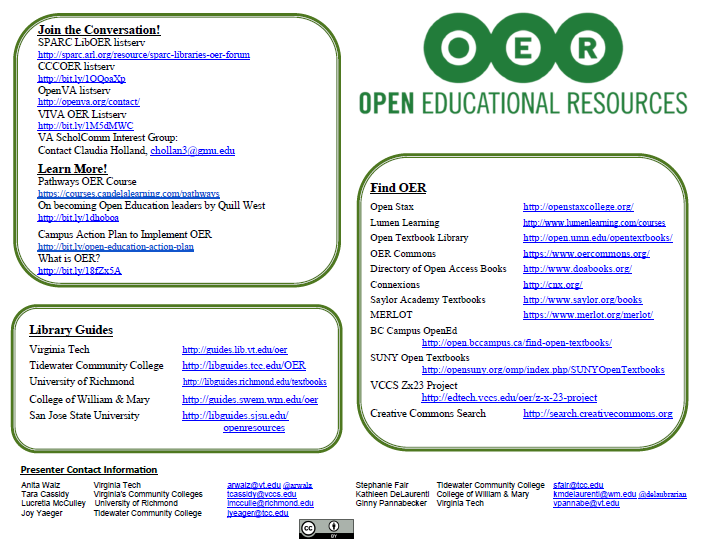 Join the Conversation!
SPARC LibOER listserv
http://sparc.arl.org/resource/sparc-libraries-oer-forum
CCCOER listserv
http://bit.ly/1OQoaXp
OpenVA listserv
http://openva.org/contact/
VIVA OER Listserv
http://bit.ly/1M5dMWC
VA ScholComm Interest Group:
Contact Claudia Holland, chollan3@gmu.edu
Learn More!
Pathways OER Course
https://courses.candelalearning.com/pathways
On becoming Open Education leaders by Quill West
http://bit.ly/1dhoboa
Campus Action Plan to Implement OER
http://bit.ly/open-education-action-plan
What is OER?
http://bit.ly/18fZx5A
Library Guides
Virginia Tech http://guides.lib.vt.edu/oer
Tidewater Community College http://libguides.tcc.edu/OER
University of Richmond http://libguides.richmond.edu/textbooks
College of William & Mary http://guides.swem.wm.edu/oer
San Jose State University http://libguides.sjsu.edu/
openresources
OER
OPEN EDUCATIONAL RESOURCES
Find OER
Open Stax http://openstaxcollege.org/
Lumen Learning http://www.lumenlearning.com/courses
Open Textbook Library http://open.umn.edu/opentextbooks/
OER Commons https://www.oercommons.org/
Directory of Open Access Books http://www.doabooks.org/
Connexions http://cnx.org/
Saylor Academy Textbooks http://www.saylor.org/books
MERLOT https://www.merlot.org/merlot/
BC Campus OpenEd
http://open.bccampus.ca/find-open-textbooks/
SUNY Open Textbooks
http://opensuny.org/omp/index.php/SUNYOpenTextbooks
VCCS Zx23 Project
http://edtech.vccs.edu/oer/z-x-23-project
Creative Commons Search http://search.creativecommons.org
Presenter Contact Information
Anita Walz Virginia Tech arwalz@vt.edu @arwalz
Tara Cassidy Virginia's Community Colleges tcassidy@vccs.edu
Lucretia McCulley University of Richmond lmcculle@richmond.edu
Joy Yaeger Tidewater Community College jyeager@tcc.edu
Stephanie Fair Tidewater Community College sfair@tcc.edu
Kathleen DeLaurenti College of William & Mary kmdelaurenti@wm.edu @delaubrarian
Ginny Pannabecker Virginia Tech vpannabe@vt.edu
cc BY